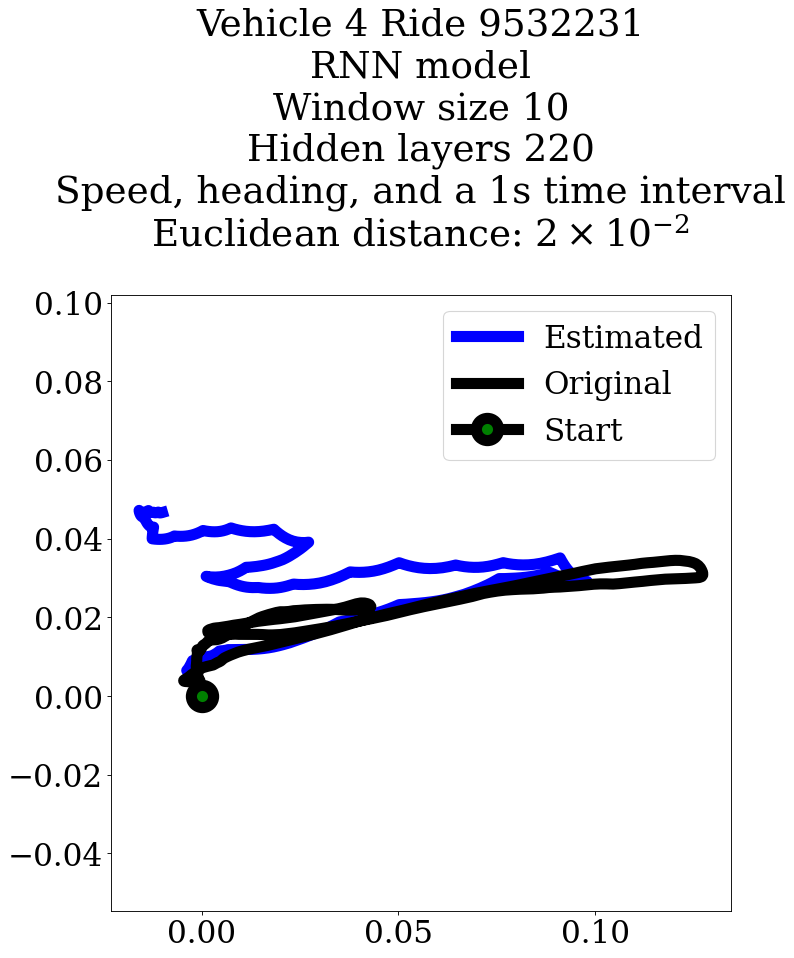 Vehicle 4 Ride 9532231
RNN model
Window size 10
Hidden layers 220
Speed, heading, and a 1s time interval
Euclidean distance: 2 × 10⁻²
Estimated
Original
Start
0.10
0.08
0.06
0.04
0.02
0.00
−0.02
−0.04
0.00 0.05 0.10